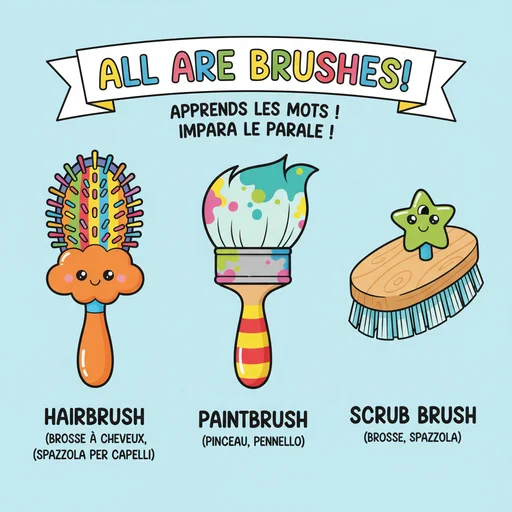 ALL ARE BRUSHES!
APPRENDS LES MOTS !
IMPARA LE PARALE !
HAIRBRUSH
(BROSSE À CHEVEUX,
(SPAZZOLA PER CAPELLI)
PAINTBRUSH
(PINCEAU, PENNELLO)
SCRUB BRUSH
(BROSSE, SPAZZOLA)